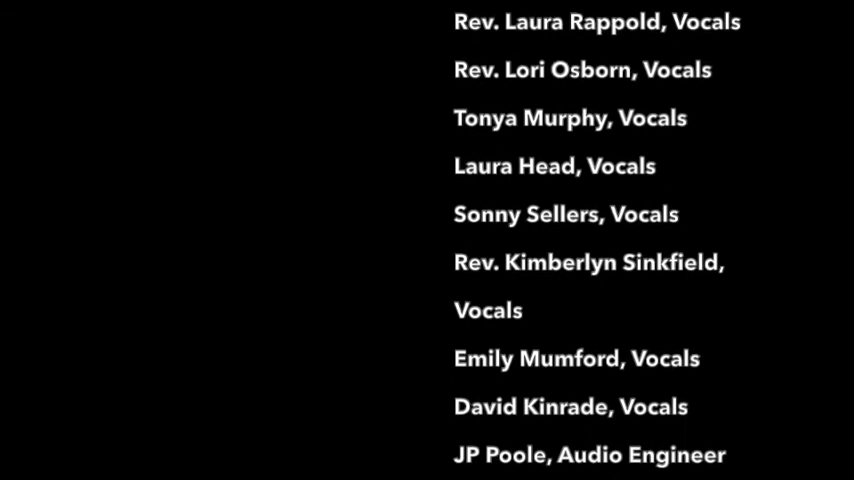 Rev. Laura Rappold, Vocals
Rev. Lori Osborn, Vocals
Tonya Murphy, Vocals
Laura Head, Vocals
Sonny Sellers, Vocals
Rev. Kimberlyn Sinkfield,
Vocals
Emily Mumford, Vocals
David Kinrade, Vocals
JP Poole, Audio Engineer